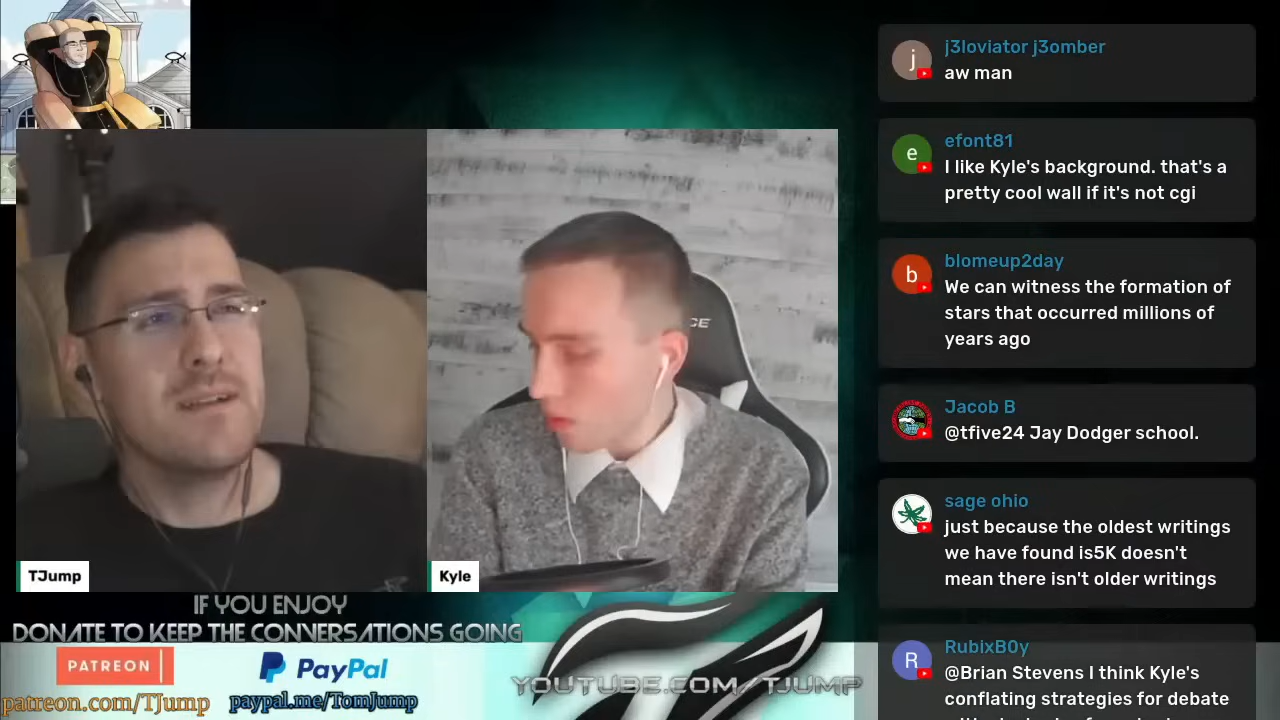 j3loviator j3omber
aw man
efont81
I like Kyle's background. that's a
pretty cool wall if it's not cgi
blomeup2day
We can witness the formation of
stars that occurred millions of
years ago
Jacob B
@tfive24 Jay Dodger school.
sage ohio
just because the oldest writings
we have found is5K doesn't
mean there isn't older writings
RubixB0y
@Brian Stevens I think Kyle's
conflating strategies for debate
TJump
Kyle
IF YOU ENJOY
DONATE TO KEEP THE CONVERSATIONS GOING
PATREON
PayPal
patreon.com/TJump
paypal.me/TomJump
YOUTUBE.COM/TJUMP
j
e
b
R
CE